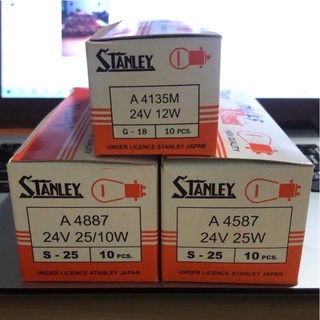 STANLEY
A 4135M
24V 12W
G - 18 10 PCS.
UNDER LICENCE STANLEY JAPAN
STANLEY
A 4887
24V 25/10W
S - 25 10 PCS.
UNDER LICENCE STANLEY JAPAN
STANLEY
A 4587
24V 25W
S - 25 10 PCS.
UNDER LICENCE STANLEY JAPAN